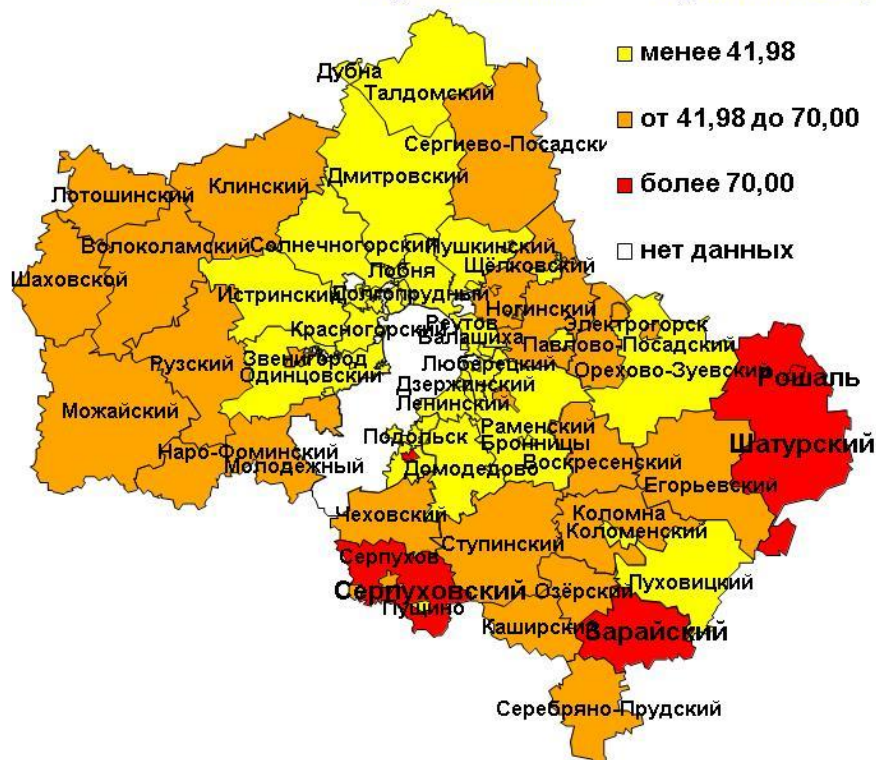 менее 41,98
от 41,98 до 70,00
более 70,00
нет данных
Дубна
Талдомский
Сергиево-Посадски
Дмитровский
Клинский
Лотошинский
Волоколамский
Солнечногорский
Пушкинский
Шаховской
Лобня
Щёлковский
Истринский
Долгопрудный
Ногинский
Красногорский
Реутов
Электрогорск
Балашиха
Павлово-Посадский
Рузский
Звенигород
Люберецкий
Орехово-Зуевский
Одинцовский
Рошаль
Дзержинский
Можайский
Ленинский
Раменский
Подольск
Бронницы
Шатурский
Наро-Фоминский
Молодёжный
Домодедово
Воскресенский
Егорьевский
Чеховский
Коломна
Ступинский
Коломенский
Серпухов
Луховицкий
Серпуховский
Озёрский
Пущино
Каширский
Зарайский
Серебряно-Прудский